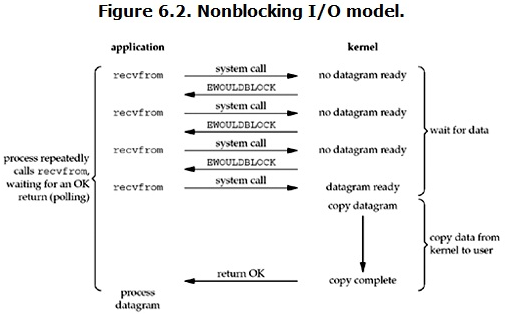 Figure 6.2. Nonblocking I/O model.
application
kernel
recvfrom
system call
no datagram ready
EWOULDBLOCK
recvfrom
system call
no datagram ready
EWOULDBLOCK
recvfrom
system call
no datagram ready
EWOULDBLOCK
recvfrom
system call
datagram ready
wait for data
process repeatedly
calls recvfrom,
waiting for an OK
return (polling)
copy datagram
copy data from
kernel to user
return OK
copy complete
process
datagram